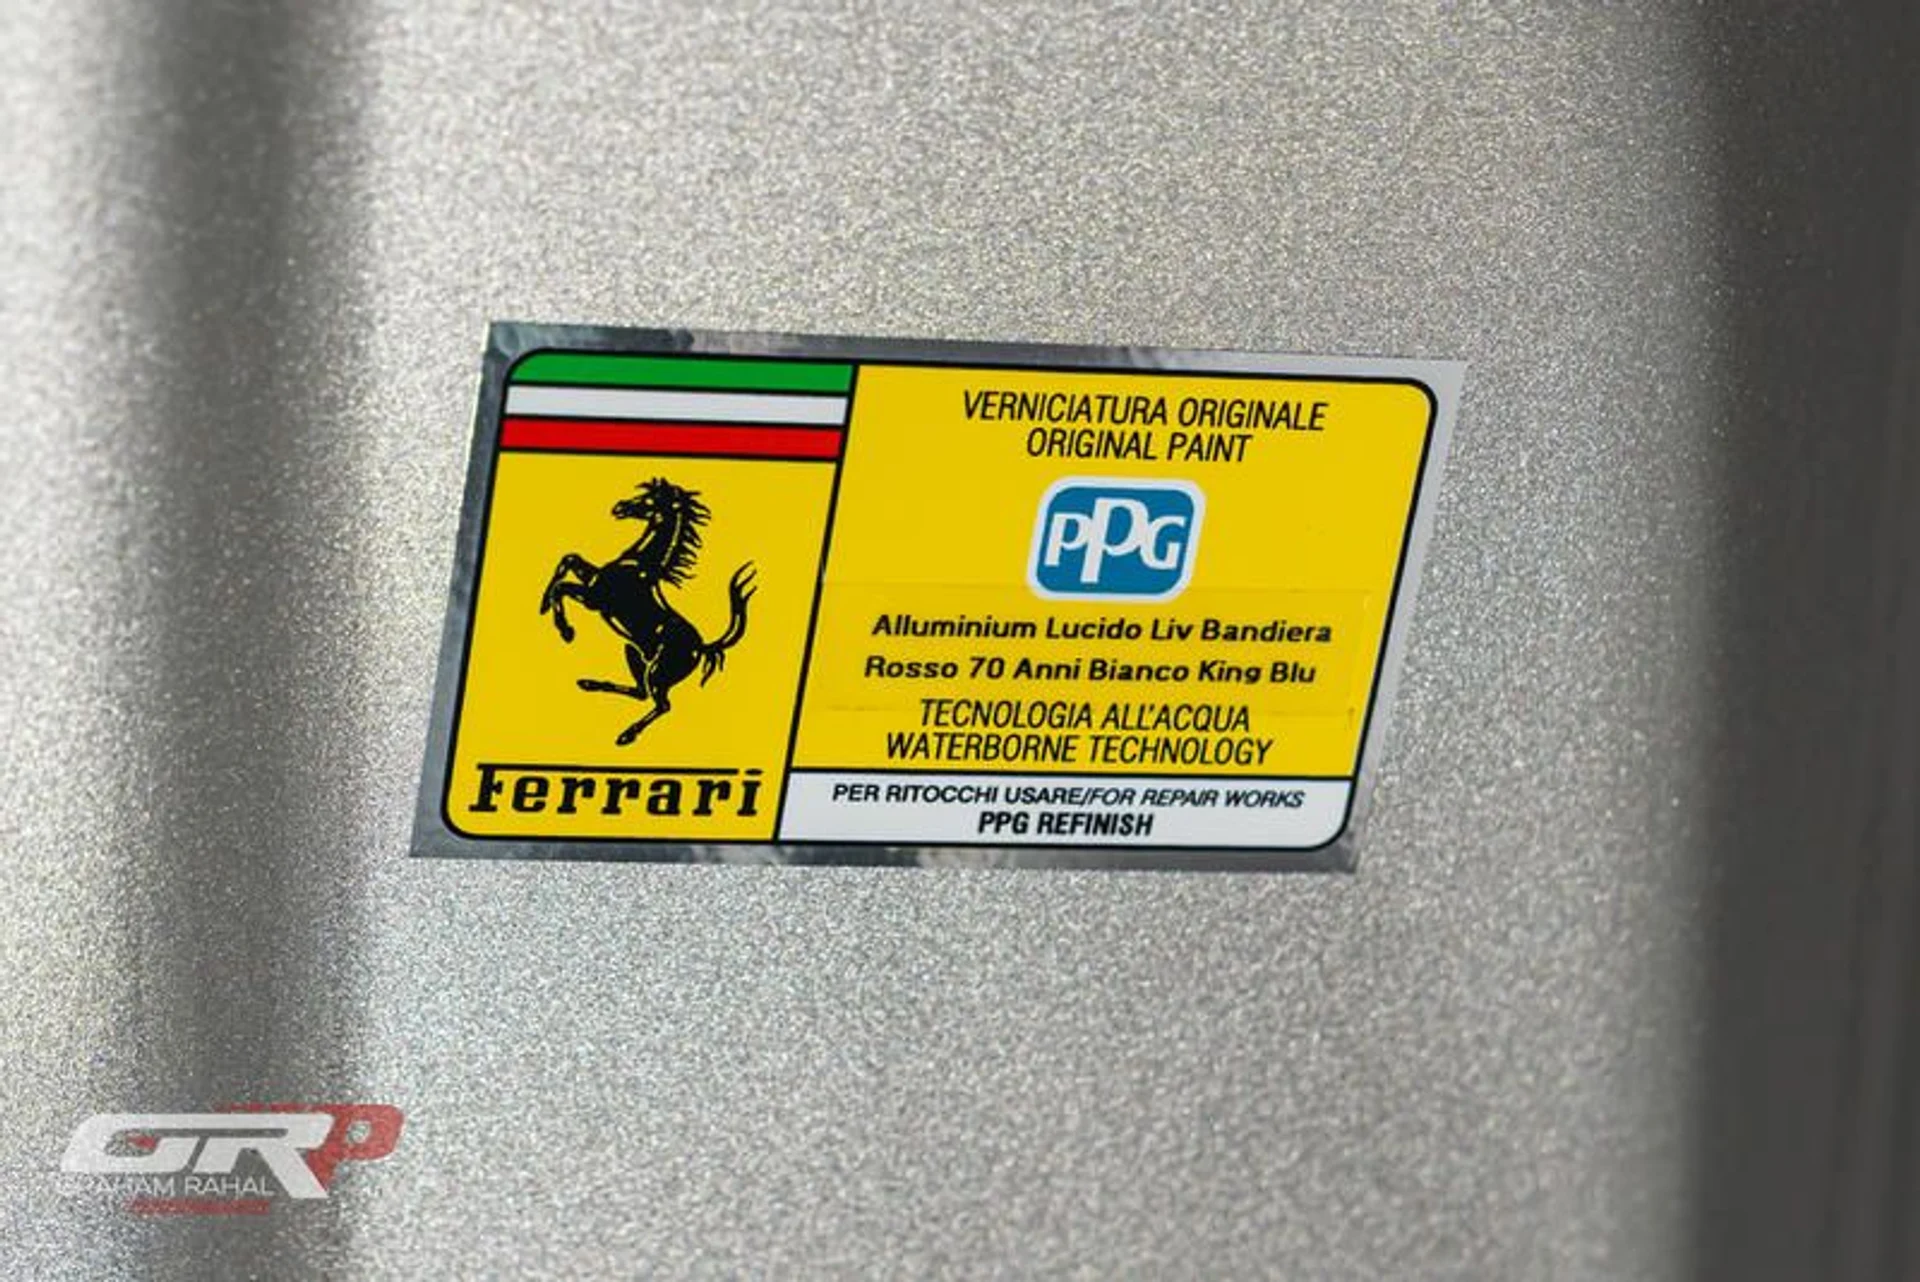 VERNICIATURA ORIGINALE
ORIGINAL PAINT
PPG
Alluminium Lucido Liv Bandiera
Rosso 70 Anni Bianco King Blu
TECNOLOGIA ALL'ACQUA
WATERBORNE TECHNOLOGY
Ferrari
PER RITOCCHI USARE/FOR REPAIR WORKS
PPG REFINISH
GRP
GRAHAM RAHAL